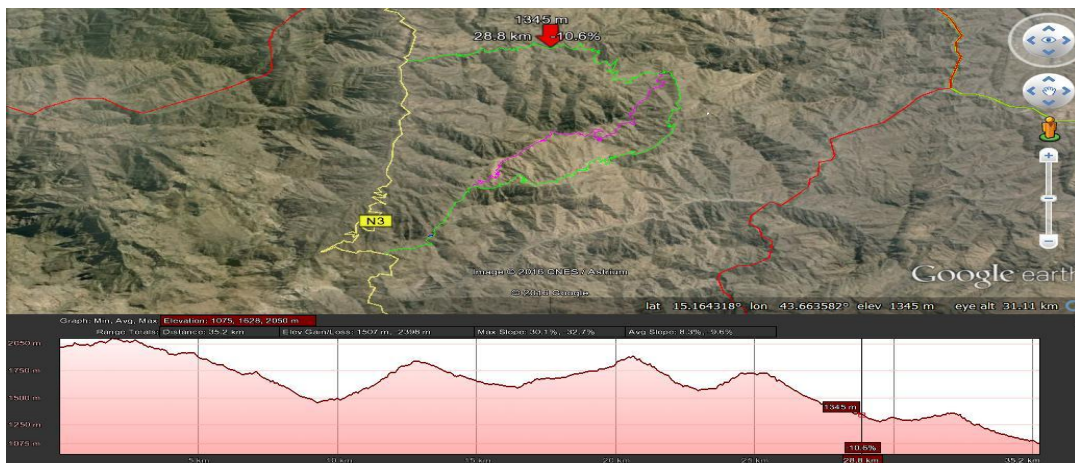 1345 m
28.8 km -10.6%
N3
Image © 2016 CNES / Astrium
Google earth
lat 15.164318° lon 43.663582° elev 1345 m eye alt 31.11 km
Graph: Min, Avg, Max Elevation: 1075, 1628, 2050 m
Range Totals: Distance: 35.2 km Elev Gain/Loss: 1507 m, -2398 m Max Slope: 30.1%, -32.7% Avg Slope: 8.3%, -9.6%
2050 m
1750 m
1500 m
1345 m
1250 m
10.6%
1075 m
5 km 10 km 15 km 20 km 25 km 28.8 km 35.2 km